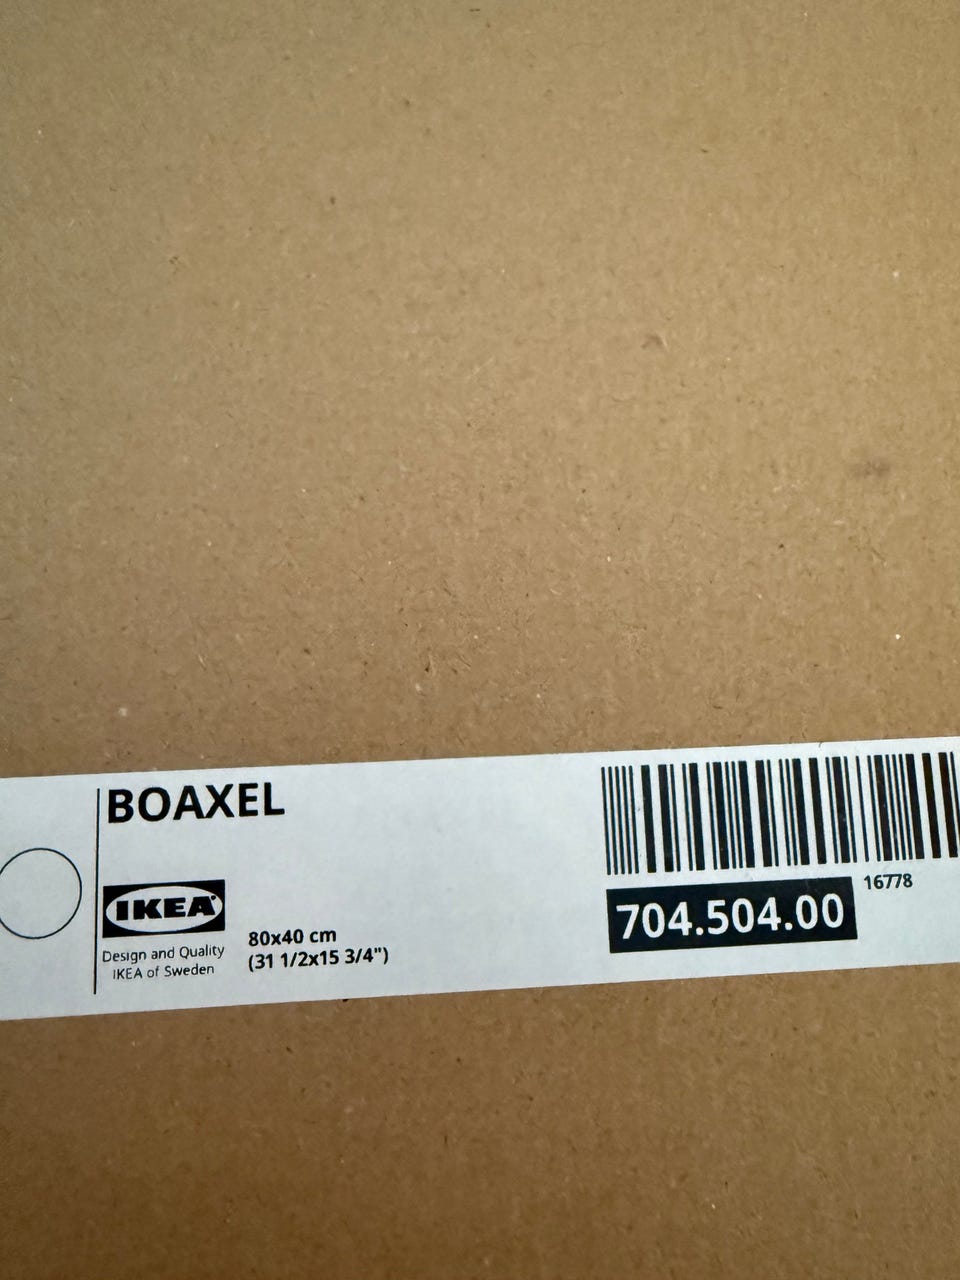 BOAXEL
IKEA
Design and Quality
IKEA of Sweden
80x40 cm
(31 1/2x15 3/4")
16778
704.504.00